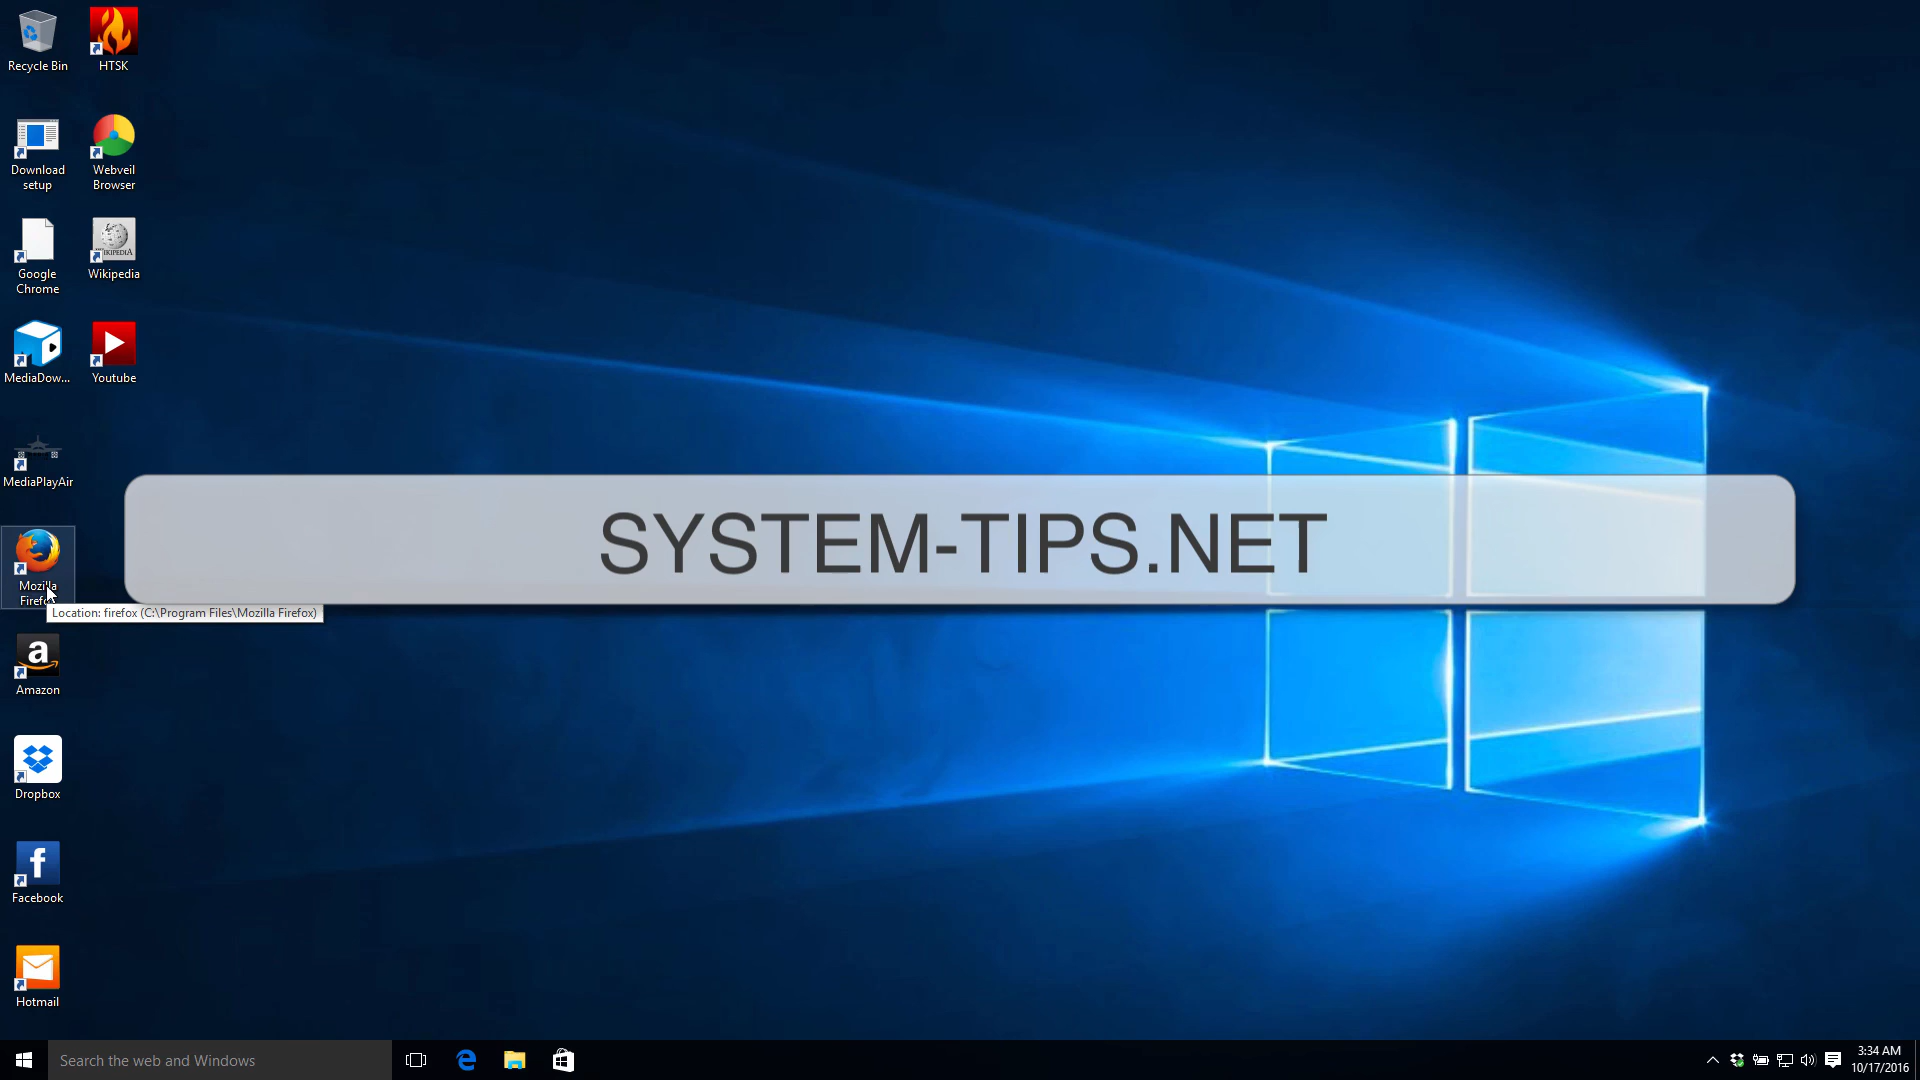 Recycle Bin
HTSK
Download
setup
Webveil
Browser
Google
Chrome
WIKIPEDIA
Wikipedia
MediaDow...
Youtube
MediaPlayAir
SYSTEM-TIPS.NET
Mozilla
Location: firefox (C:\Program Files\Mozilla Firefox)
a
Amazon
Dropbox
f
Facebook
Hotmail
Search the web and Windows
3:34 AM
10/17/2016